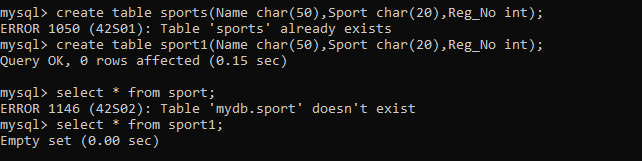 mysql> create table sports(Name char(50),Sport char(20),Reg_No int);
ERROR 1050 (42S01): Table 'sports' already exists
mysql> create table sport1(Name char(50),Sport char(20),Reg_No int);
Query OK, 0 rows affected (0.15 sec)

mysql> select * from sport;
ERROR 1146 (42S02): Table 'mydb.sport' doesn't exist
mysql> select * from sport1;
Empty set (0.00 sec)